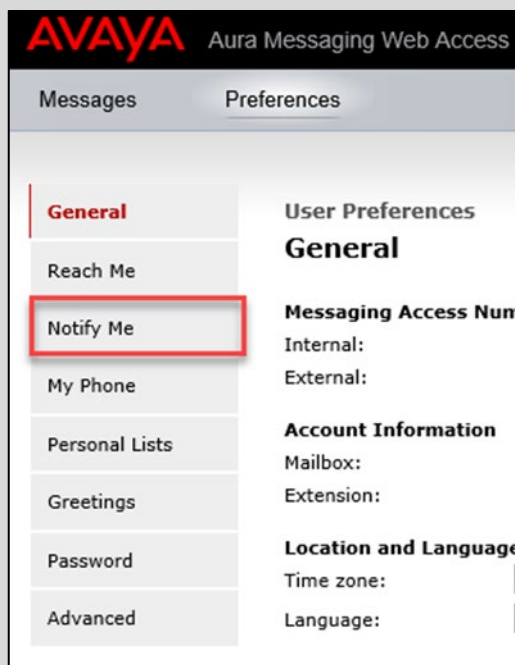 AVAYA Aura Messaging Web Access
Messages Preferences
General
Reach Me
Notify Me
My Phone
Personal Lists
Greetings
Password
Advanced
User Preferences
General
Messaging Access Num
Internal:
External:
Account Information
Mailbox:
Extension:
Location and Language
Time zone:
Language: